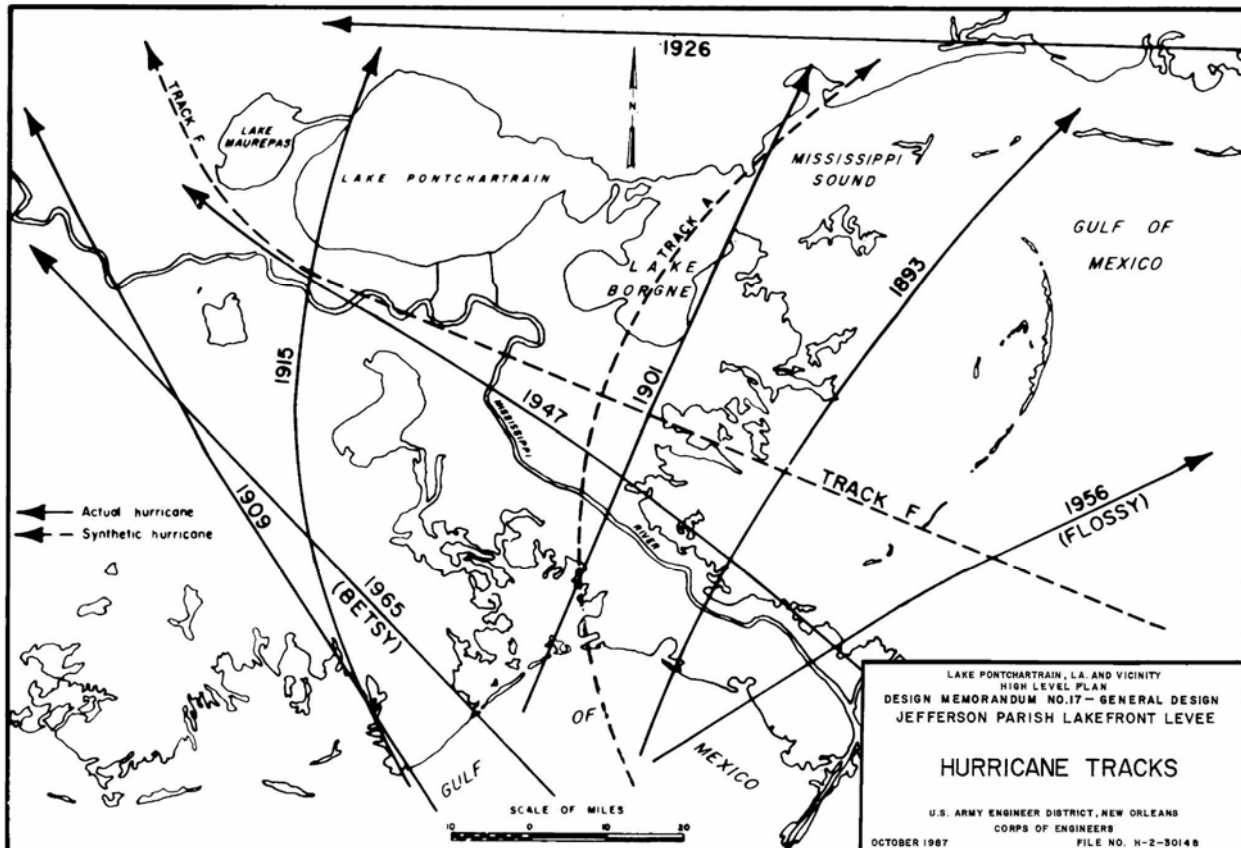 1926
TRACK F
LAKE
MAUREPAS
N
MISSISSIPPI
SOUND
LAKE PONTCHARTRAIN
TRACK A
GULF OF
MEXICO
LAKE
BORGNE
1893
1915
1901
1947
MISSISSIPPI
RIVER
TRACK F
1956
(FLOSSY)
1909
Actual hurricane
Synthetic hurricane
1965
(BETSY)
GULF
OF
MEXICO
SCALE OF MILES
10 0 10 20
LAKE PONTCHARTRAIN, LA. AND VICINITY
HIGH LEVEL PLAN
DESIGN MEMORANDUM NO.17 - GENERAL DESIGN
JEFFERSON PARISH LAKEFRONT LEVEE
HURRICANE TRACKS
U.S. ARMY ENGINEER DISTRICT, NEW ORLEANS
CORPS OF ENGINEERS
OCTOBER 1987 FILE NO. H-2-30148